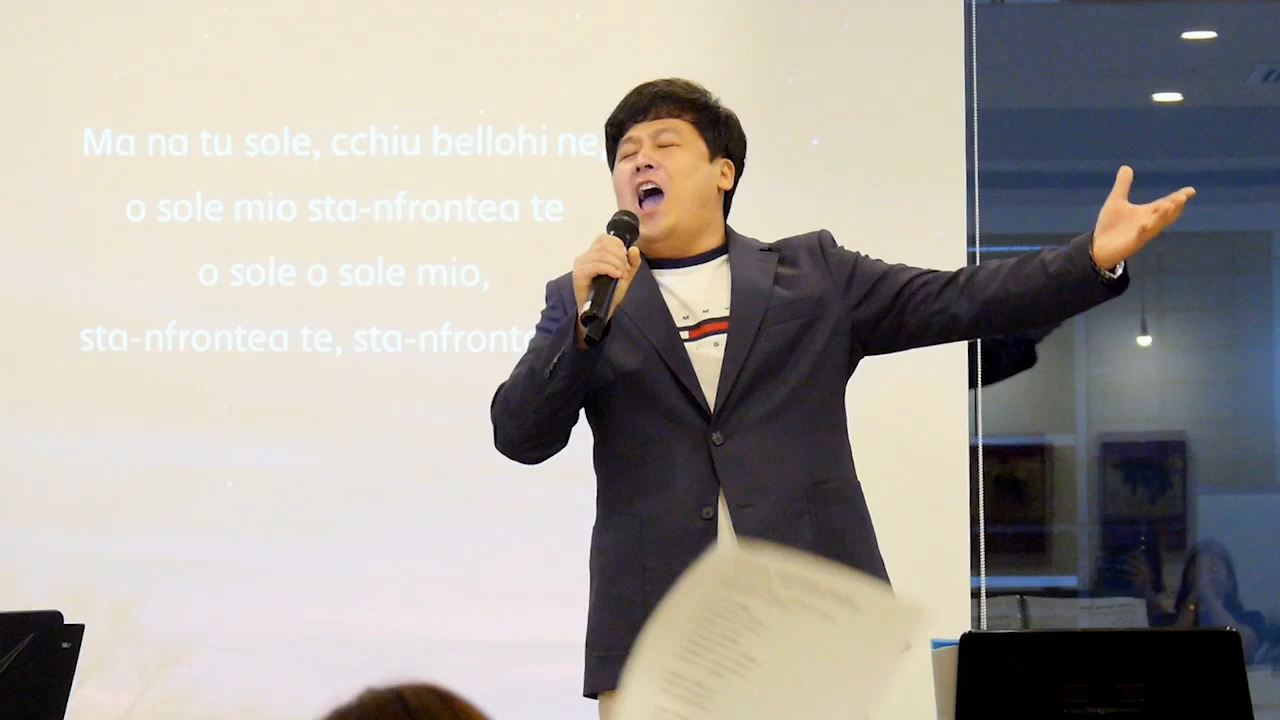 Ma na tu sole, cchiu bellohi ne,
o sole mio sta-nfrontea te
o sole o sole mio,
sta-nfrontea te, sta-nfronte